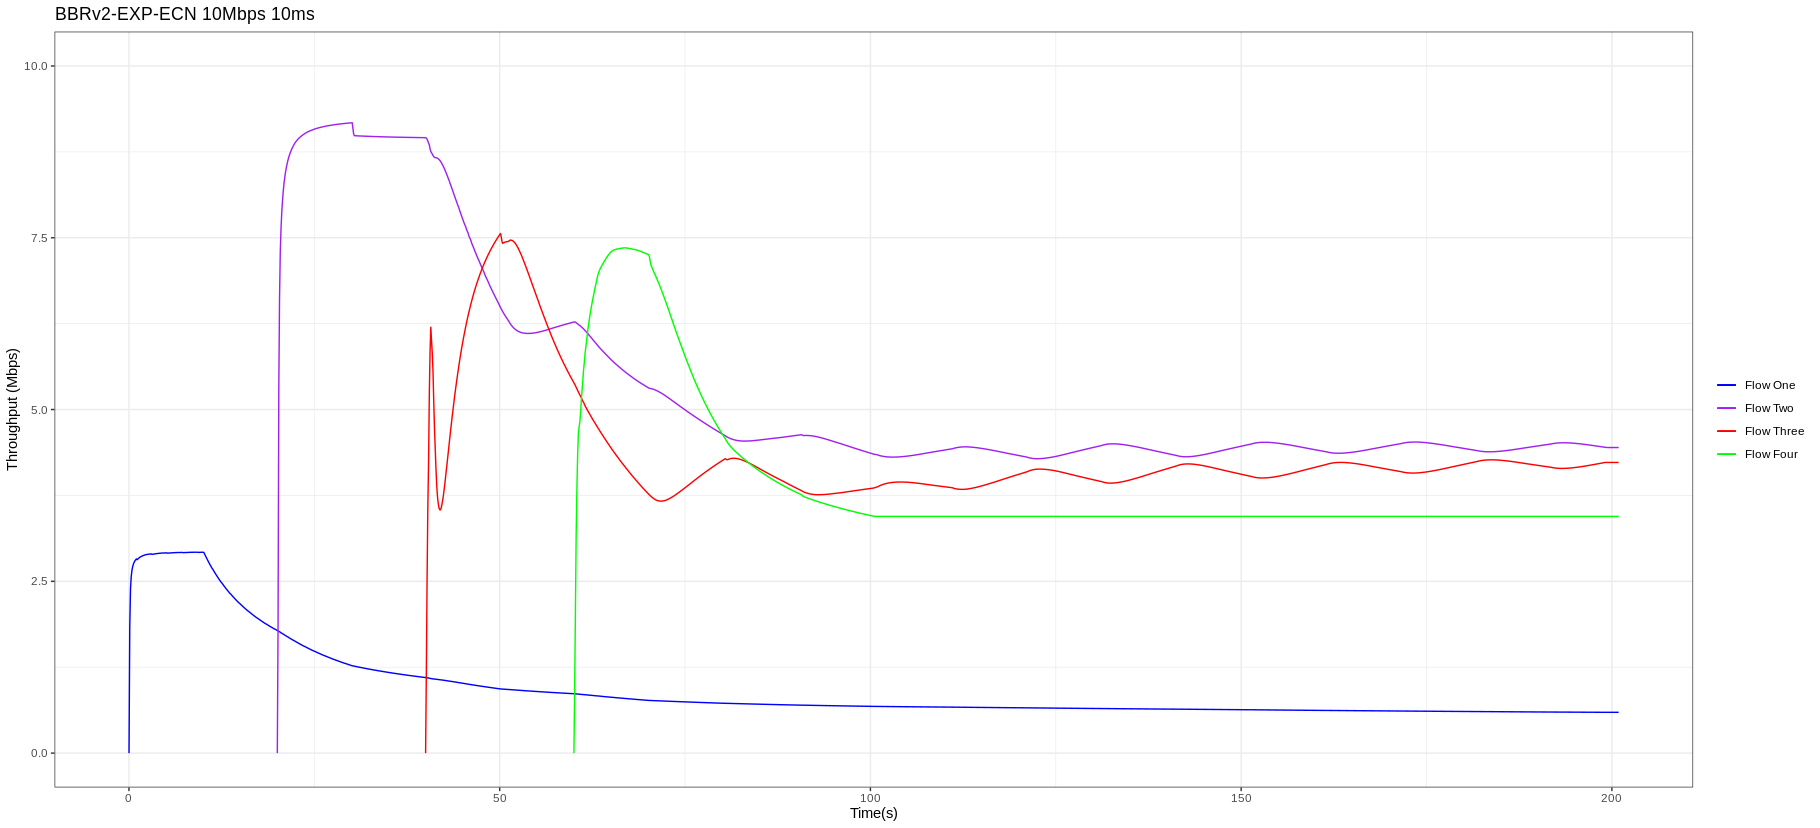 BBRv2-EXP-ECN 10Mbps 10ms
Throughput (Mbps)
10.0
7.5
5.0
2.5
0.0
0
50
100
150
200
Time(s)
Flow One
Flow Two
Flow Three
Flow Four